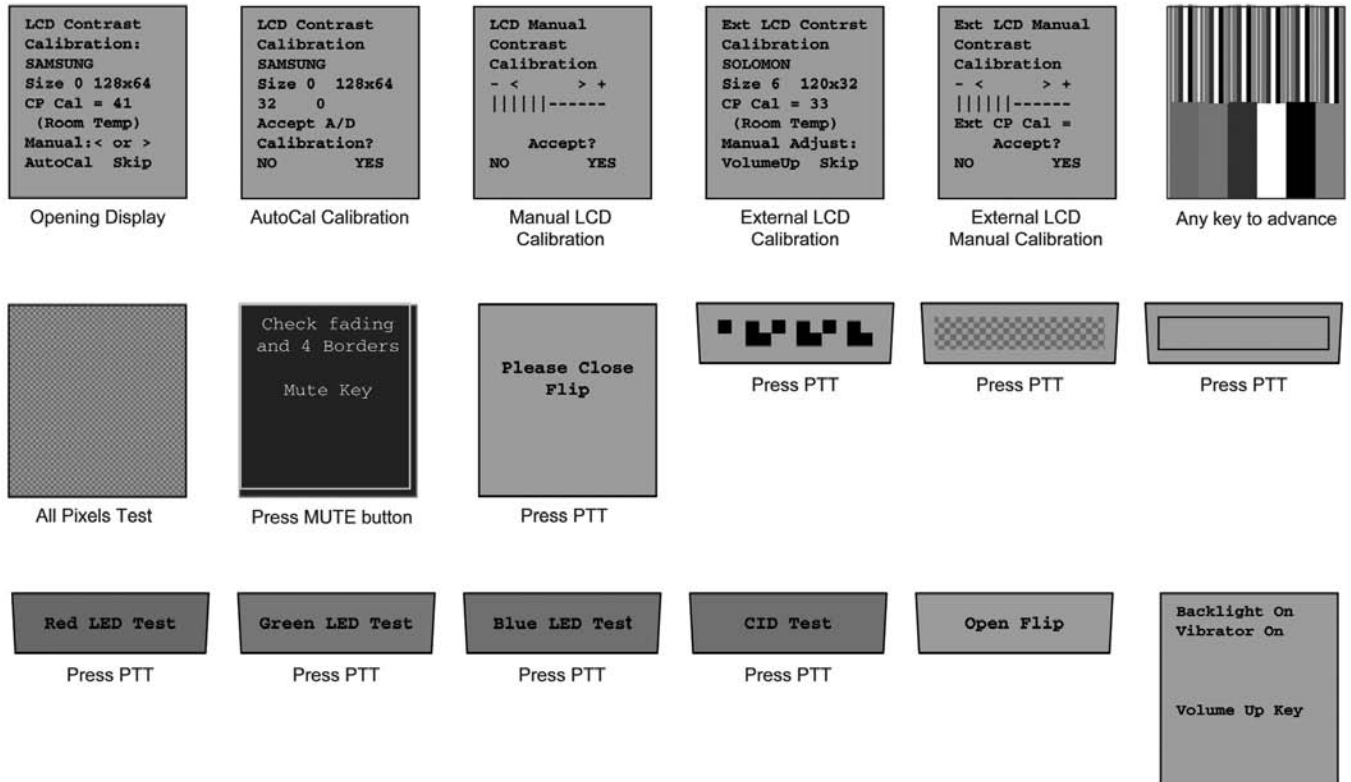 LCD Contrast
Calibration:
SAMSUNG
Size 0 128x64
CP Cal = 41
(Room Temp)
Manual:< or >
AutoCal Skip
Opening Display
LCD Contrast
Calibration
SAMSUNG
Size 0 128x64
32 0
Accept A/D
Calibration?
NO YES
AutoCal Calibration
LCD Manual
Contrast
Calibration
- < > +
||||||------
Accept?
NO YES
Manual LCD
Calibration
Ext LCD Contrst
Calibration
SOLOMON
Size 6 120x32
CP Cal = 33
(Room Temp)
Manual Adjust:
VolumeUp Skip
External LCD
Calibration
Ext LCD Manual
Contrast
Calibration
- < > +
||||||------
Ext CP Cal =
Accept?
NO YES
External LCD
Manual Calibration
Any key to advance
All Pixels Test
Check fading
and 4 Borders
Mute Key
Press MUTE button
Please Close
Flip
Press PTT
Press PTT
Press PTT
Press PTT
Red LED Test
Press PTT
Green LED Test
Press PTT
Blue LED Test
Press PTT
CID Test
Press PTT
Open Flip
Backlight On
Vibrator On
Volume Up Key